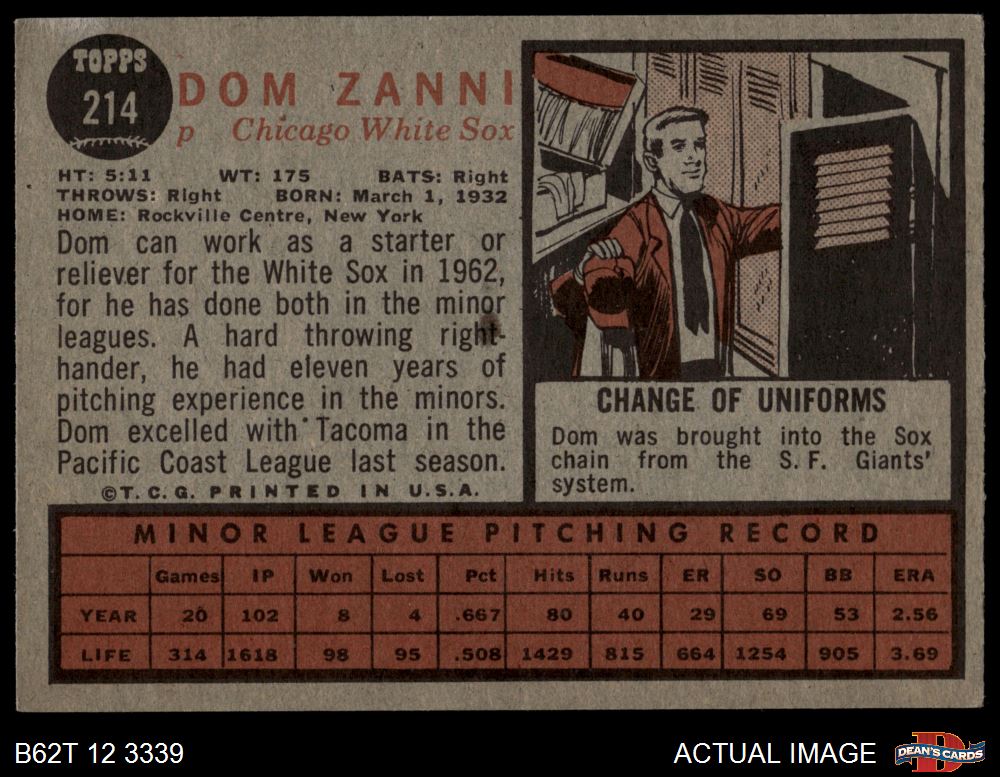 TOPPS
214
DOM ZANNI
p Chicago White Sox
HT: 5:11 WT: 175 BATS: Right
THROWS: Right BORN: March 1, 1932
HOME: Rockville Centre, New York
Dom can work as a starter or
reliever for the White Sox in 1962,
for he has done both in the minor
leagues. A hard throwing right-
hander, he had eleven years of
pitching experience in the minors.
Dom excelled with Tacoma in the
Pacific Coast League last season.
©T. C. G. PRINTED IN U.S.A.
CHANGE OF UNIFORMS
Dom was brought into the Sox
chain from the S. F. Giants'
system.
MINOR LEAGUE PITCHING RECORD
Games IP Won Lost Pct Hits Runs ER SO BB ERA
YEAR 20 102 8 4 .667 80 40 29 69 53 2.56
LIFE 314 1618 98 95 .508 1429 815 664 1254 905 3.69
B62T 12 3339 ACTUAL IMAGE
DEAN'S CARDS